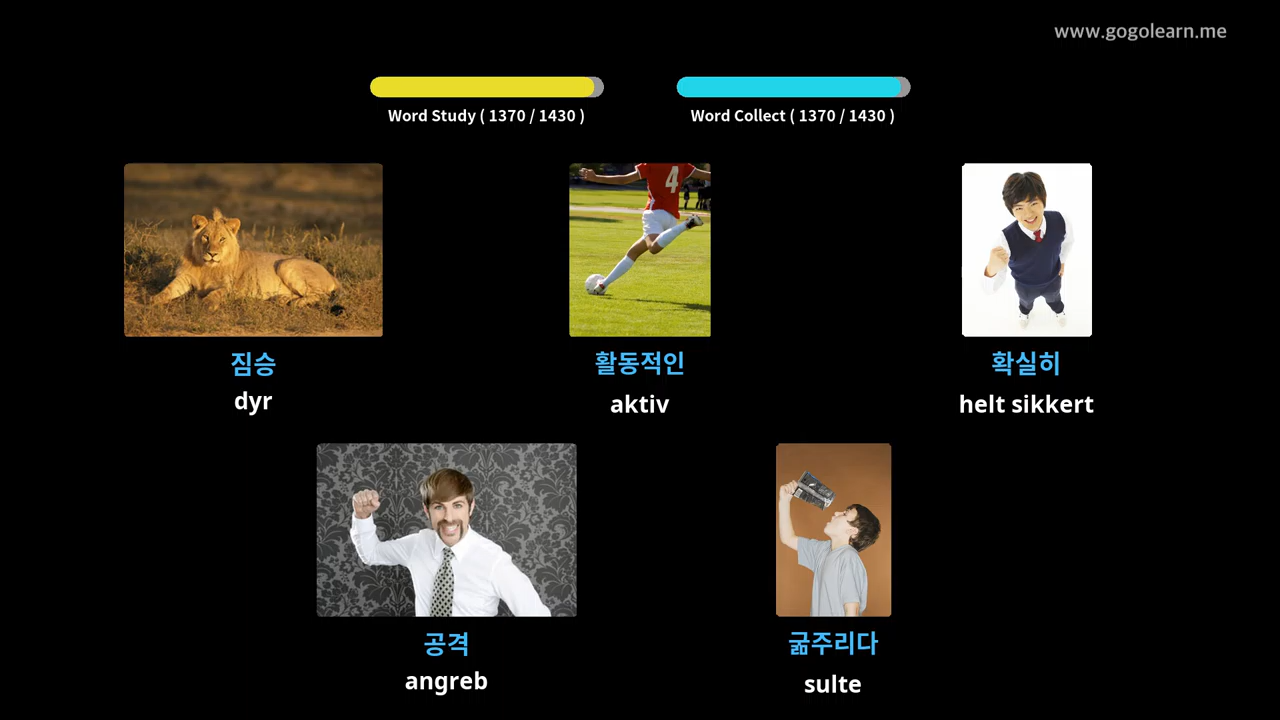 www.gogolearn.me
Word Study ( 1370 / 1430 )
Word Collect ( 1370 / 1430 )
짐승
dyr
활동적인
aktiv
확실히
helt sikkert
4
공격
angreb
굶주리다
sulte